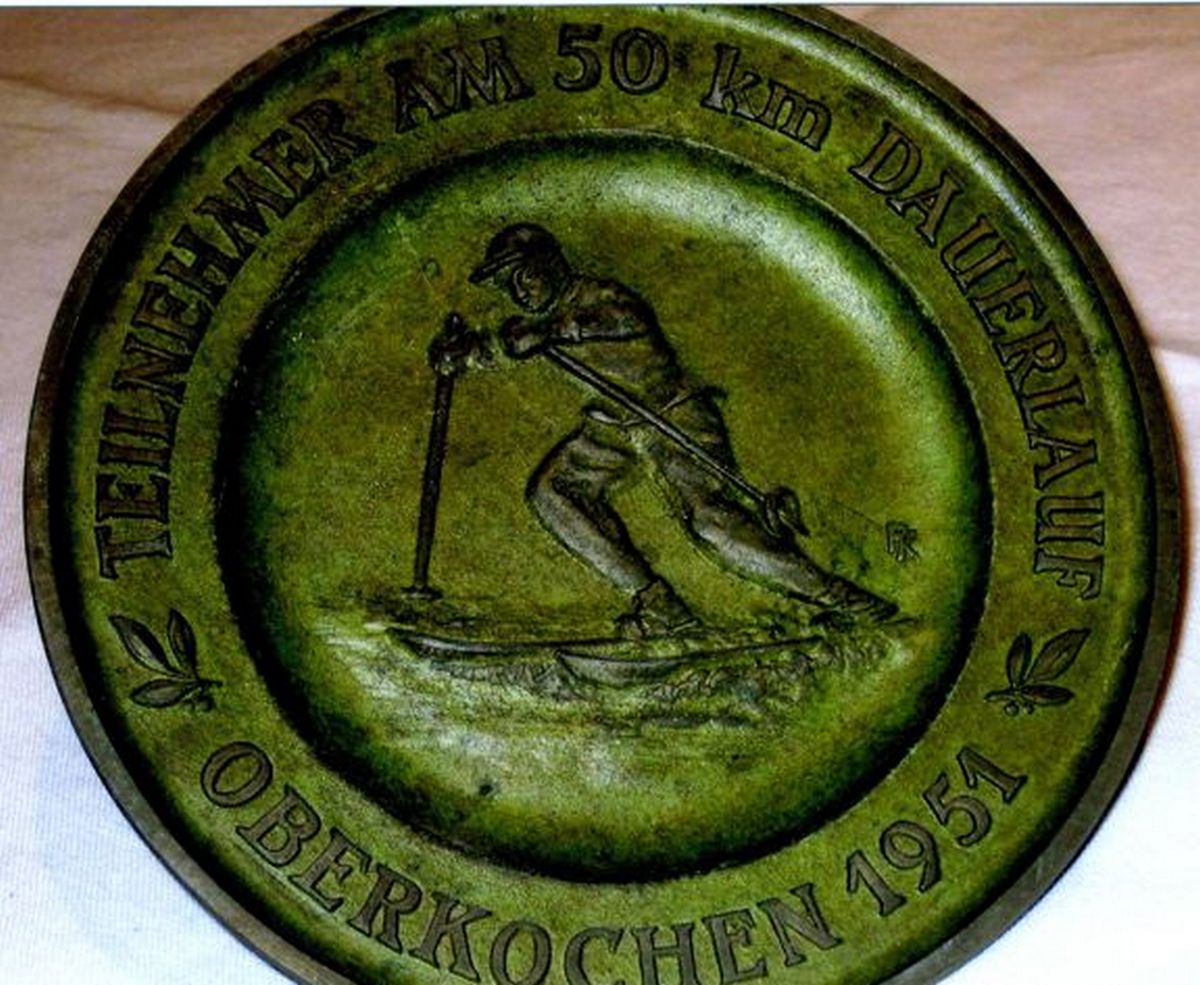 TEILNEHMER AM 50 km DAUERLAUF
OBERKOCHEN 1951